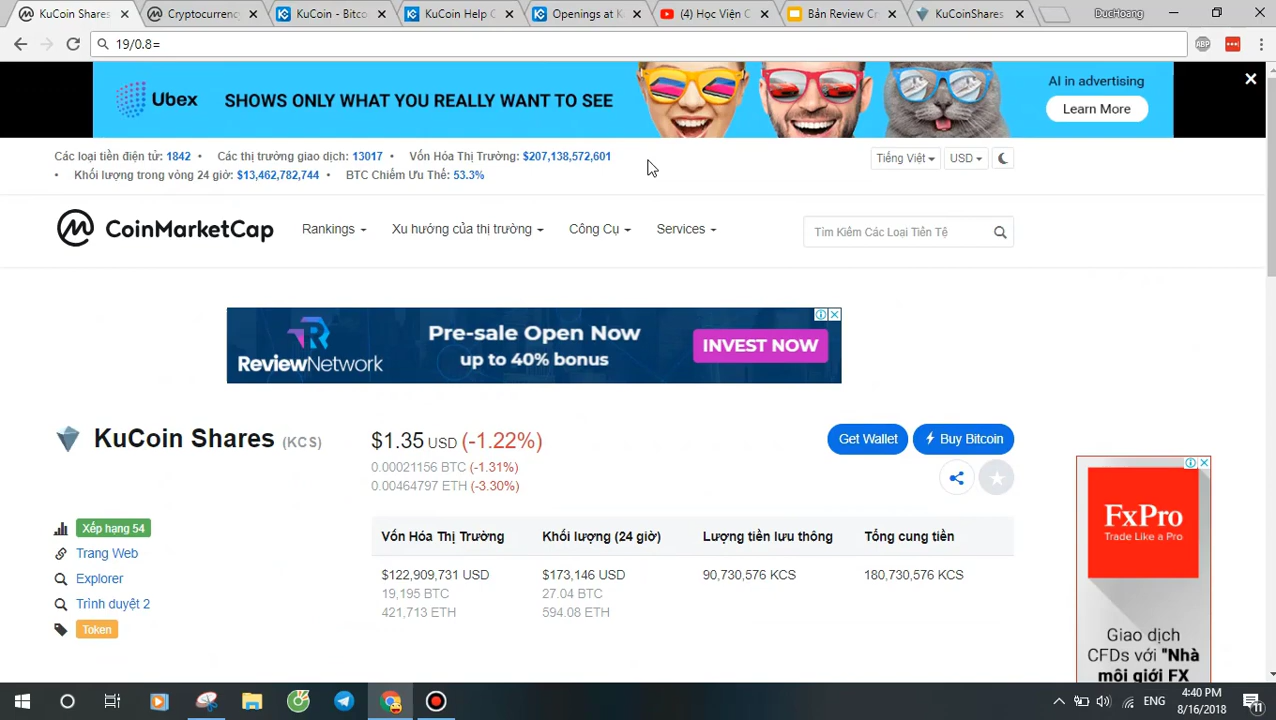 KuCoin Shares
Cryptocurrency
KuCoin - Bitco
KuCoin Help C
Openings at K
(4) Học Viện C
Bản Review Cr
KuCoinShares
DucHoang
19/0.8=
ABP
Ubex
SHOWS ONLY WHAT YOU REALLY WANT TO SEE
AI in advertising
Learn More
Các loại tiền điện tử: 1842 • Các thị trường giao dịch: 13017 • Vốn Hóa Thị Trường: $207,138,572,601
• Khối lượng trong vòng 24 giờ: $13,462,782,744 • BTC Chiếm Ưu Thế: 53.3%
Tiếng Việt
USD
CoinMarketCap
Rankings
Xu hướng của thị trường
Công Cụ
Services
Tìm Kiếm Các Loại Tiền Tệ
ReviewNetwork
Pre-sale Open Now
up to 40% bonus
INVEST NOW
KuCoin Shares (KCS)
$1.35 USD (-1.22%)
0.00021156 BTC (-1.31%)
0.00464797 ETH (-3.30%)
Get Wallet
Buy Bitcoin
Xếp hạng 54
Trang Web
Explorer
Trình duyệt 2
Token
Vốn Hóa Thị Trường
$122,909,731 USD
19,195 BTC
421,713 ETH
Khối lượng (24 giờ)
$173,146 USD
27.04 BTC
594.08 ETH
Lượng tiền lưu thông
90,730,576 KCS
Tổng cung tiền
180,730,576 KCS
FxPro
Trade Like a Pro
Giao dịch
CFDs với "Nhà
môi giới FX
ENG
4:40 PM
8/16/2018
11